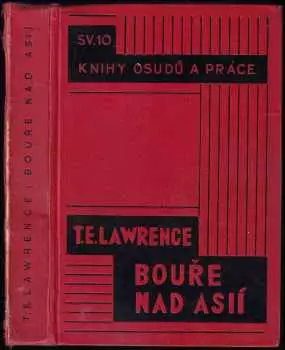 T.E. LAWRENCE : BOUŘE NAD ASIÍ
SV.10
KNIHY OSUDŮ A PRÁCE
T.E. LAWRENCE
BOUŘE
NAD ASIÍ